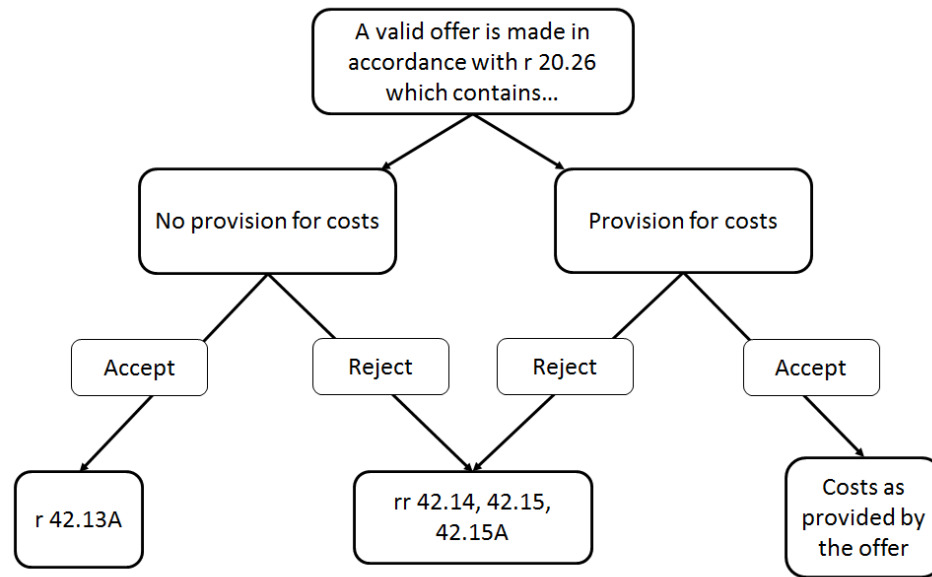 A valid offer is made in
accordance with r 20.26
which contains...
No provision for costs
Provision for costs
Accept
Reject
Reject
Accept
r 42.13A
rr 42.14, 42.15,
42.15A
Costs as
provided by
the offer